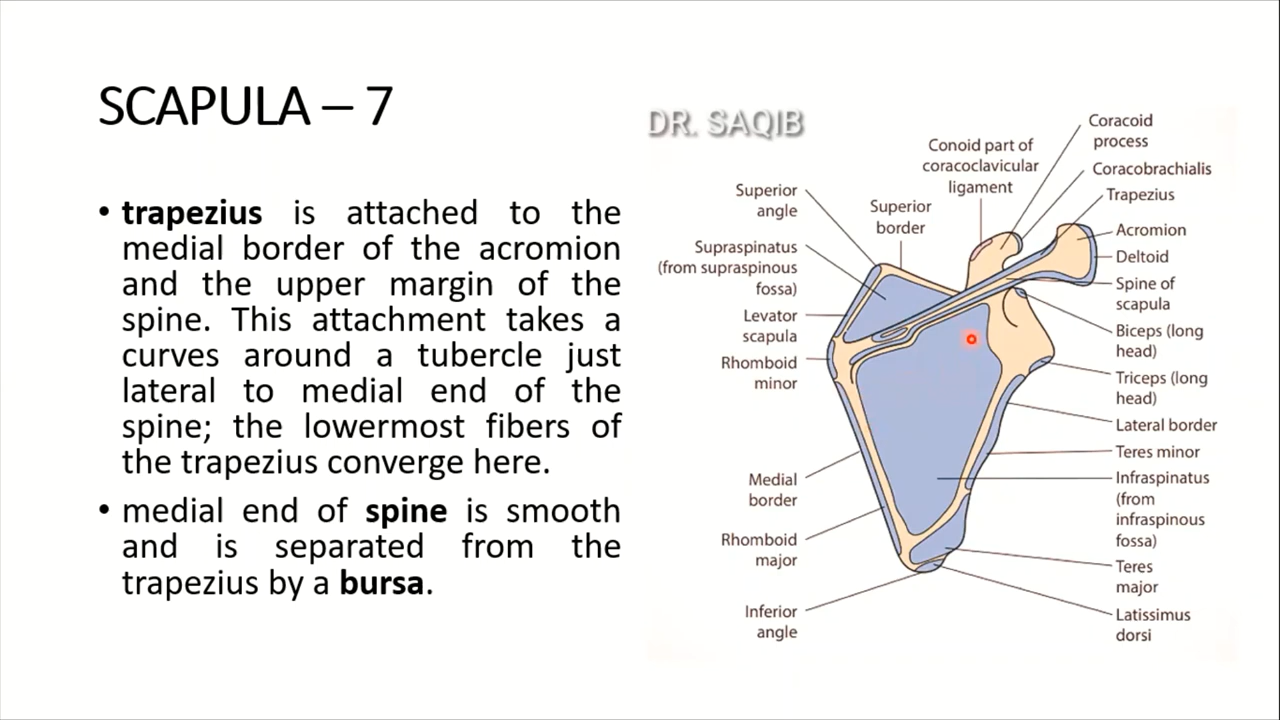 SCAPULA – 7
• trapezius is attached to the
medial border of the acromion
and the upper margin of the
spine. This attachment takes a
curves around a tubercle just
lateral to medial end of the
spine; the lowermost fibers of
the trapezius converge here.
• medial end of spine is smooth
and is separated from the
trapezius by a bursa.
DR. SAQIB
Conoid part of
coracoclavicular
ligament
Superior
border
Superior
angle
Supraspinatus
(from supraspinous
fossa)
Levator
scapula
Rhomboid
minor
Medial
border
Rhomboid
major
Inferior
angle
Coracoid
process
Coracobrachialis
Trapezius
Acromion
Deltoid
Spine of
scapula
Biceps (long
head)
Triceps (long
head)
Lateral border
Teres minor
Infraspinatus
(from
infraspinous
fossa)
Teres
major
Latissimus
dorsi